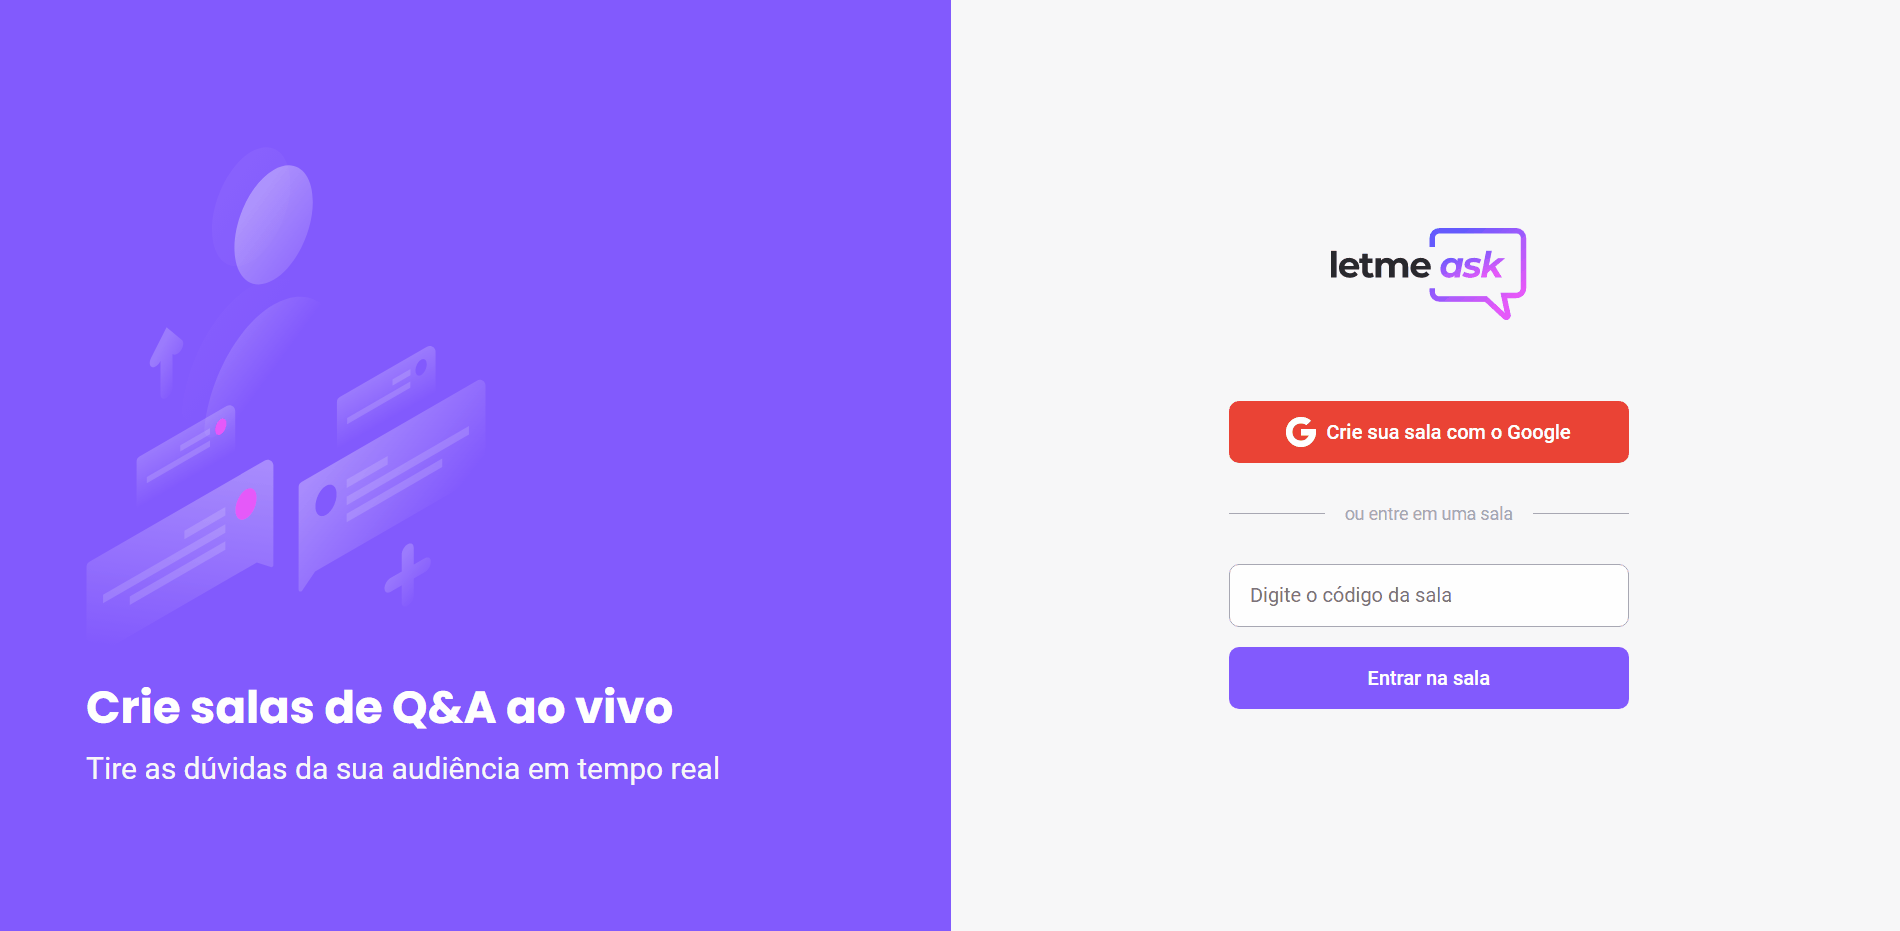 Crie salas de Q&A ao vivo
Tire as dúvidas da sua audiência em tempo real
letme ask
Crie sua sala com o Google
ou entre em uma sala
Digite o código da sala
Entrar na sala